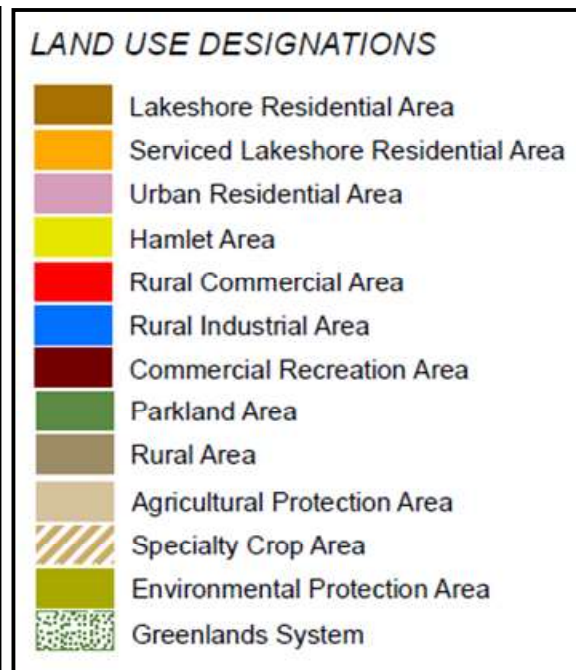 LAND USE DESIGNATIONS
Lakeshore Residential Area
Serviced Lakeshore Residential Area
Urban Residential Area
Hamlet Area
Rural Commercial Area
Rural Industrial Area
Commercial Recreation Area
Parkland Area
Rural Area
Agricultural Protection Area
Specialty Crop Area
Environmental Protection Area
Greenlands System